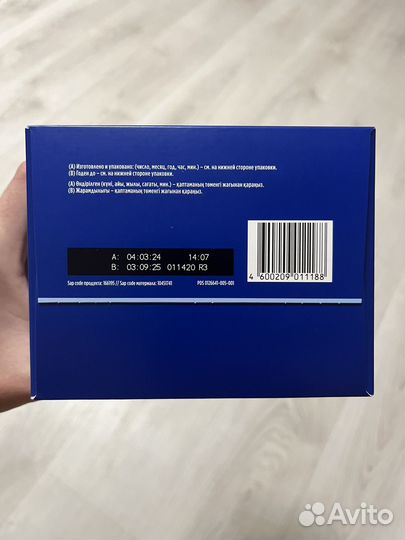 (А) Изготовлено и упаковано: (число, месяц, год, час, мин.) – см. на нижней стороне упаковки.
(В) Годен до – см. на нижней стороне упаковки.
(А) Өндірілген (күні, айы, жылы, сағаты, мин.) – қаптаманың төменгі жағынан қараңыз.
(В) Жарамдылығы – қаптаманың төменгі жағынан қараңыз.
A: 04:03:24 14:07
B: 03:09:25 011420 R3
4 600209 011188
Sap code продукта: 166195 // Sap code материала: 10451741 PDS 0126641-005-001
Avito